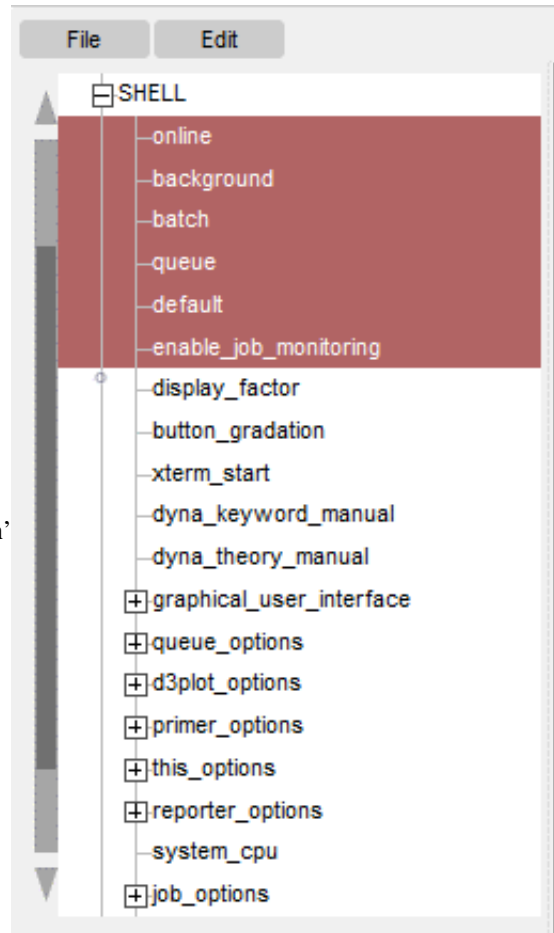 File Edit
SHELL
online
background
batch
queue
default
enable_job_monitoring
display_factor
button_gradation
xterm_start
dyna_keyword_manual
dyna_theory_manual
graphical_user_interface
queue_options
d3plot_options
primer_options
this_options
reporter_options
system_cpu
job_options